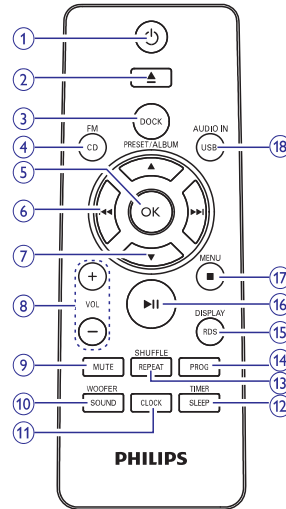 1
2
3
DOCK
FM
4
CD
PRESET/ALBUM
AUDIO IN
USB
18
5
OK
6
7
MENU
17
8
VOL
16
DISPLAY
RDS
15
SHUFFLE
9
MUTE
REPEAT
PROG
14
13
WOOFER
TIMER
10
SOUND
CLOCK
SLEEP
12
11
PHILIPS